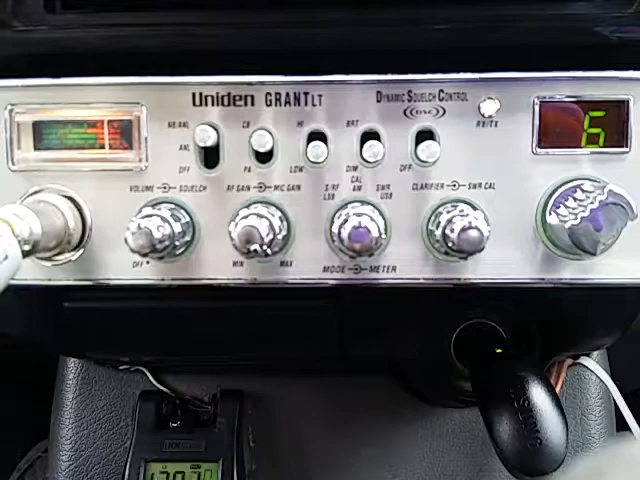 Uniden GRANT LT
DYNAMIC SQUELCH CONTROL
(DSC)
NB/ANL
ANL
OFF
CB
PA
HI
LOW
BRT
DIM
OFF
RX/TX
6
VOLUME SQUELCH
OFF
RF GAIN MIC GAIN
MIN MAX
S/RF CAL SWR
LSB AM USB
MODE METER
CLARIFIER SWR CAL